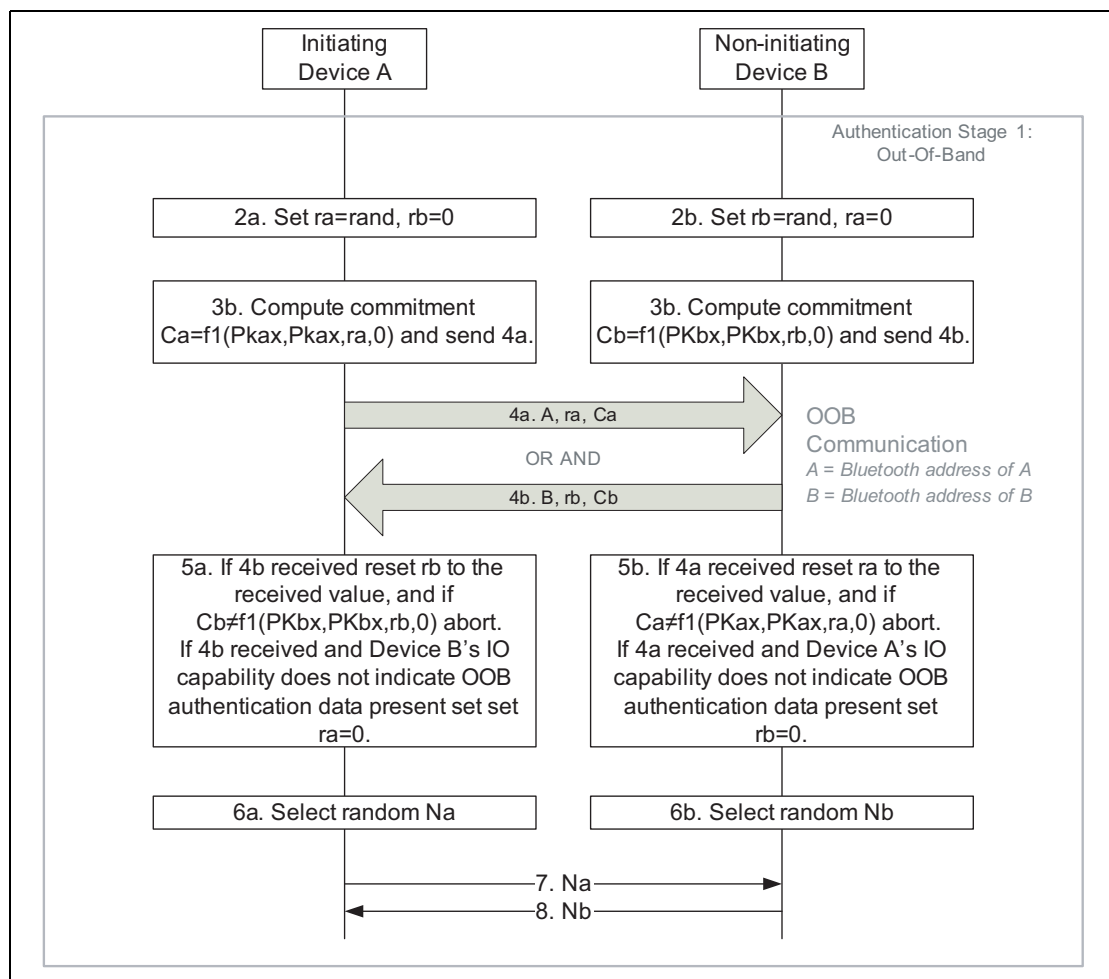 Initiating
Device A
Non-initiating
Device B
Authentication Stage 1:
Out-Of-Band
2a. Set ra=rand, rb=0
2b. Set rb=rand, ra=0
3b. Compute commitment
Ca=f1(Pkax,Pkax,ra,0) and send 4a.
3b. Compute commitment
Cb=f1(PKbx,PKbx,rb,0) and send 4b.
4a. A, ra, Ca
OR AND
4b. B, rb, Cb
OOB
Communication
A = Bluetooth address of A
B = Bluetooth address of B
5a. If 4b received reset rb to the
received value, and if
Cb≠f1(PKbx,PKbx,rb,0) abort.
If 4b received and Device B’s IO
capability does not indicate OOB
authentication data present set set
ra=0.
5b. If 4a received reset ra to the
received value, and if
Ca≠f1(PKax,PKax,ra,0) abort.
If 4a received and Device A’s IO
capability does not indicate OOB
authentication data present set
rb=0.
6a. Select random Na
6b. Select random Nb
7. Na
8. Nb